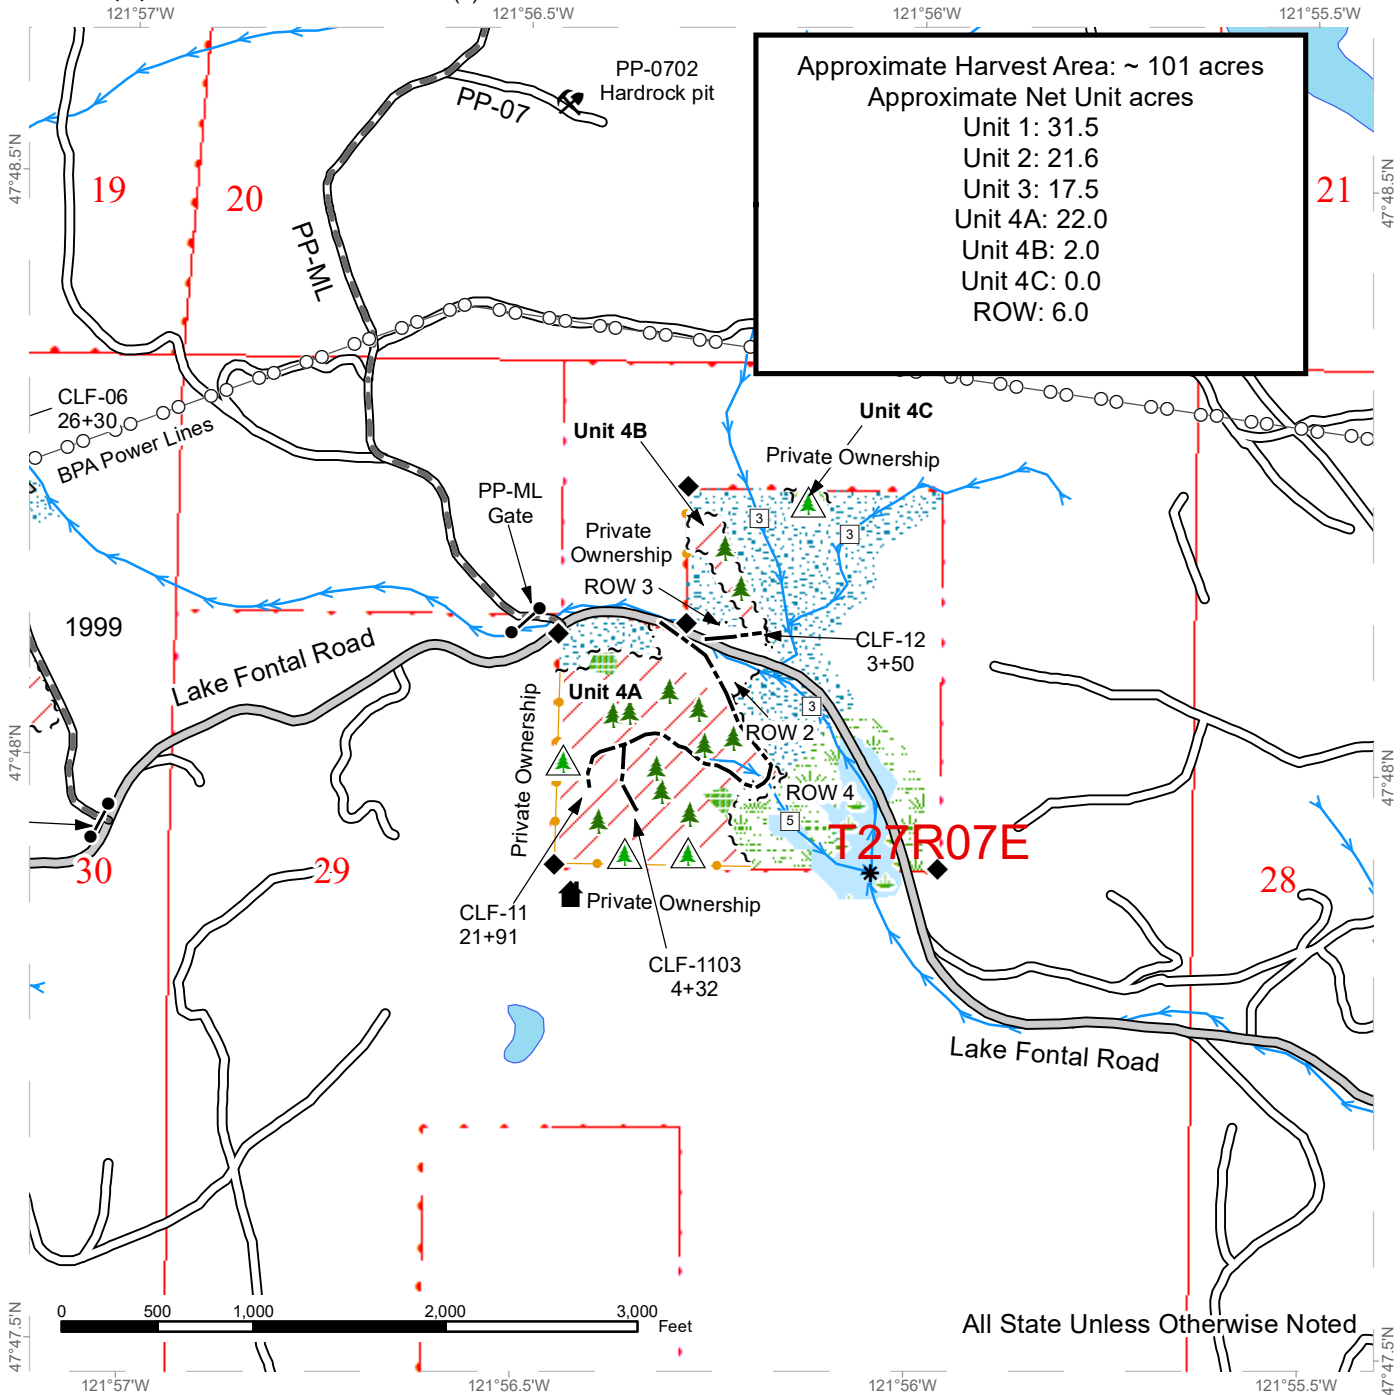 121°57'W
121°56.5'W
121°56'W
121°55.5'W
Approximate Harvest Area: ~ 101 acres
Approximate Net Unit acres
Unit 1: 31.5
Unit 2: 21.6
Unit 3: 17.5
Unit 4A: 22.0
Unit 4B: 2.0
Unit 4C: 0.0
ROW: 6.0
PP-0702
Hardrock pit
PP-07
47°48.5'N
47°48.5'N
19
20
21
PP-ML
CLF-06
26+30
BPA Power Lines
Unit 4C
Unit 4B
Private Ownership
PP-ML
Gate
3
3
Private
Ownership
ROW 3
1999
Lake Fontal Road
CLF-12
3+50
Unit 4A
Private Ownership
3
ROW 2
47°48'N
47°48'N
ROW 4
5
T27R07E
30
29
28
Private Ownership
CLF-11
21+91
CLF-1103
4+32
Lake Fontal Road
0
500
1,000
2,000
3,000
Feet
All State Unless Otherwise Noted
47°47.5'N
47°47.5'N
121°57'W
121°56.5'W
121°56'W
121°55.5'W